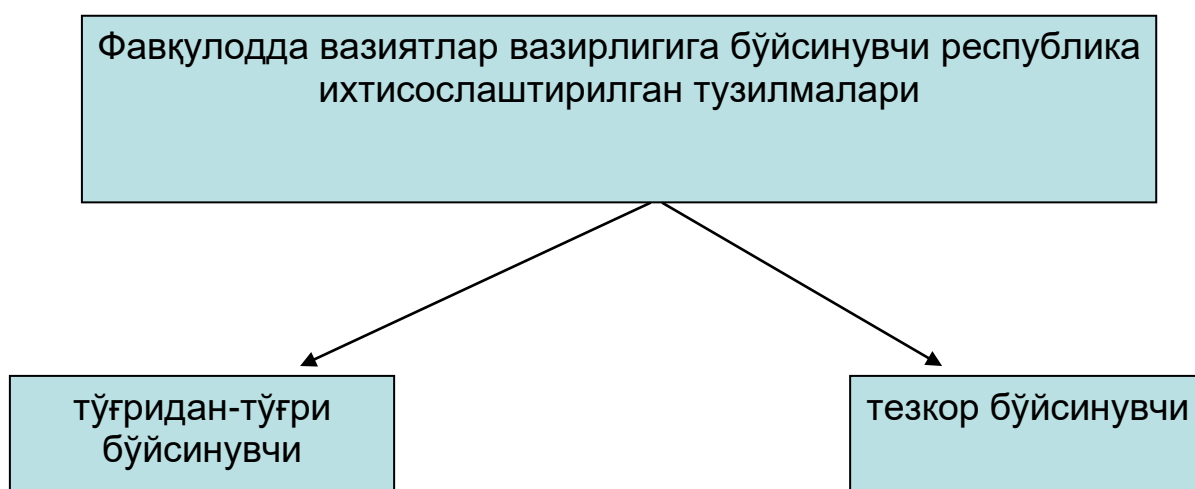 Фавқулодда вазиятлар вазирлигига бўйсинувчи республика
ихтисослаштирилган тузилмалари
тўғридан-тўғри
бўйсинувчи
тезкор бўйсинувчи